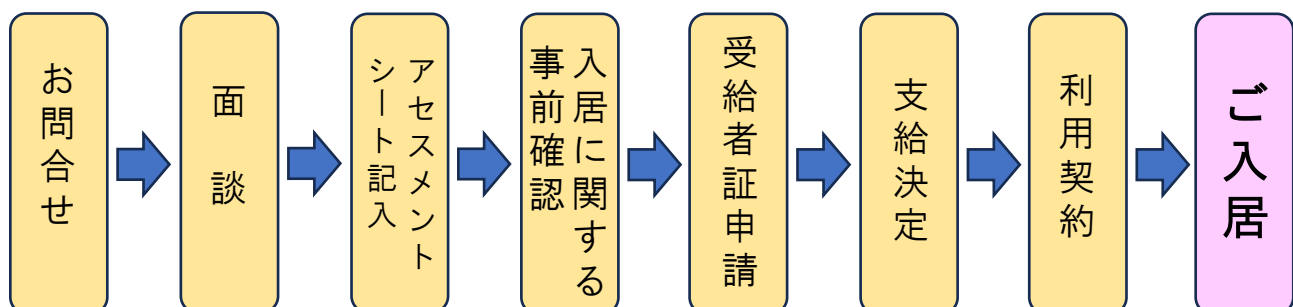 お問合せ
面談
アセスメント
シート記入
入居に関する
事前確認
受給者証申請
支給決定
利用契約
ご入居